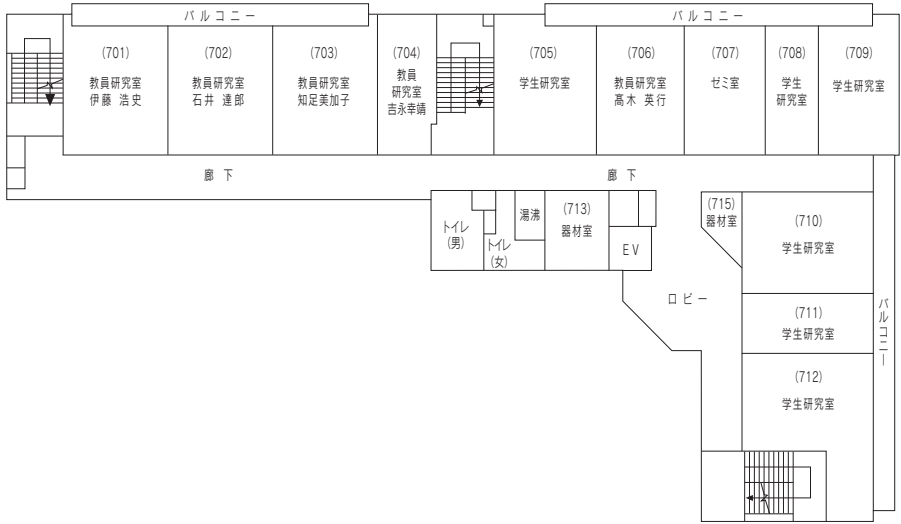 バルコニー
バルコニー
(701)
教員研究室
伊藤 浩史
(702)
教員研究室
石井 達郎
(703)
教員研究室
知足美加子
(704)
教員
研究室
吉永幸靖
(705)
学生研究室
(706)
教員研究室
髙木 英行
(707)
ゼミ室
(708)
学生
研究室
(709)
学生研究室
廊下
廊下
トイレ
(男)
トイレ
(女)
湯沸
(713)
器材室
EV
(715)
器材室
(710)
学生研究室
ロビー
(711)
学生研究室
バルコニー
(712)
学生研究室